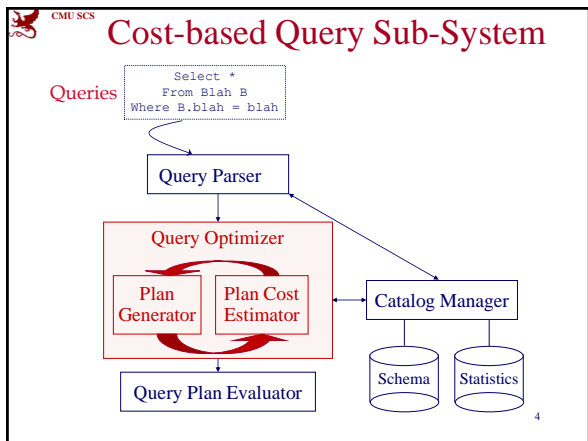 CMU SCS
Cost-based Query Sub-System
Queries
Select *
From Blah B
Where B.blah = blah
Query Parser
Query Optimizer
Plan
Generator
Plan Cost
Estimator
Catalog Manager
Query Plan Evaluator
Schema
Statistics
4